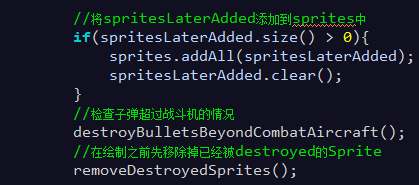 //将spritesLaterAdded添加到sprites中
if(spritesLaterAdded.size() > 0){
sprites.addAll(spritesLaterAdded);
spritesLaterAdded.clear();
}
//检查子弹超过战斗机的情况
destroyBulletsBeyondCombatAircraft();
//在绘制之前先移除掉已经被destroyed的Sprite
removeDestroyedSprites();